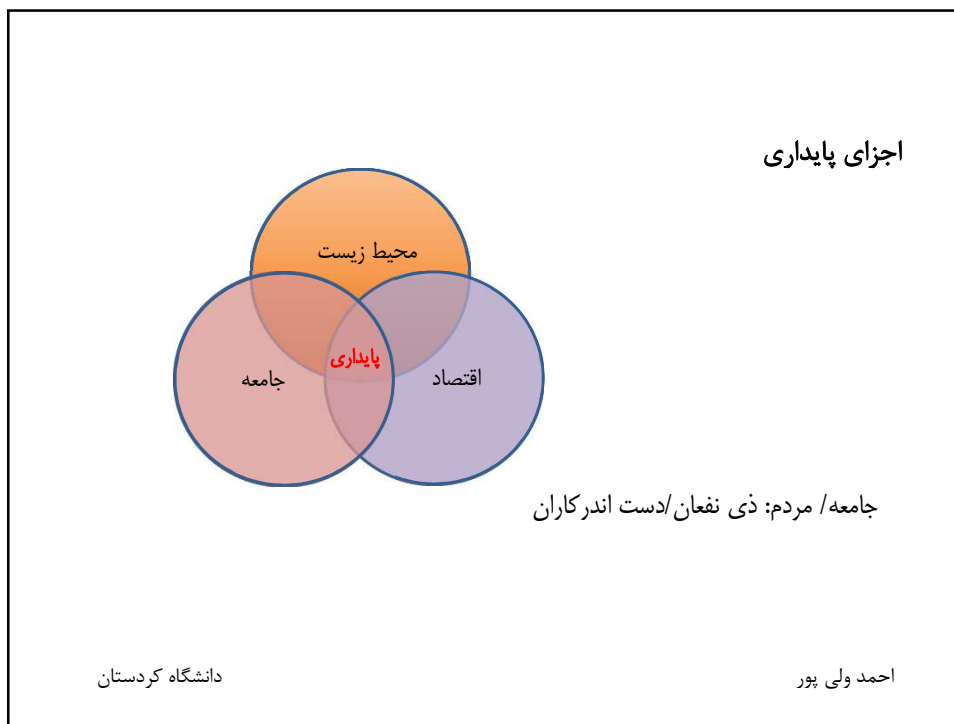 اجزای پایداری
محیط زیست
پایداری
جامعه
اقتصاد
جامعه/ مردم: ذی نفعان/دست اندرکاران
احمد ولی پور
دانشگاه کردستان